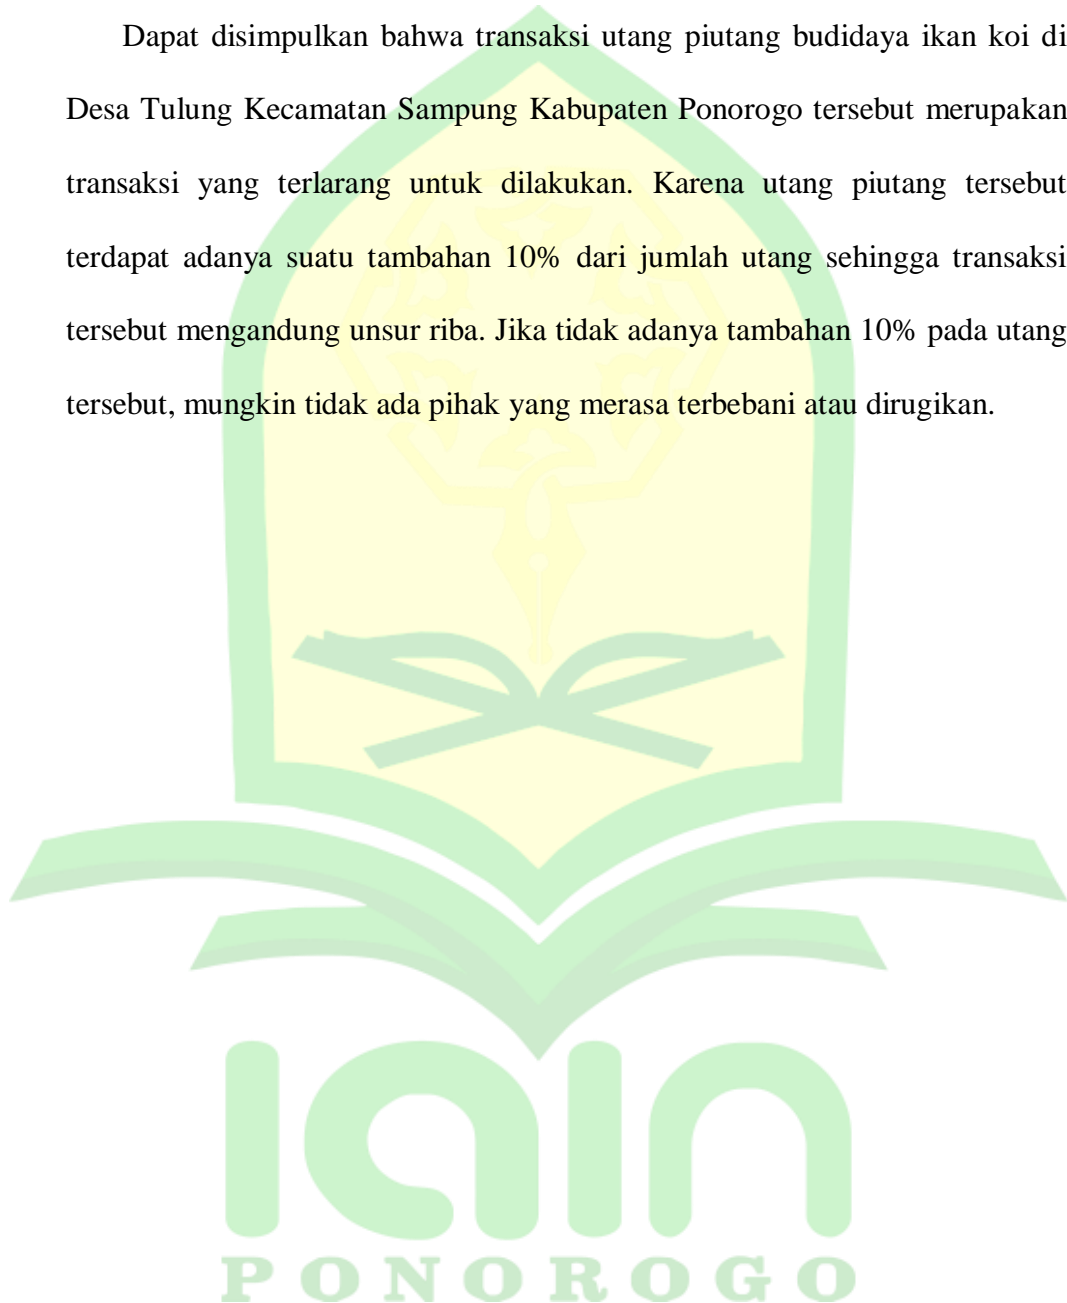 Dapat disimpulkan bahwa transaksi utang piutang budidaya ikan koi di
Desa Tulung Kecamatan Sampung Kabupaten Ponorogo tersebut merupakan
transaksi yang terlarang untuk dilakukan. Karena utang piutang tersebut
terdapat adanya suatu tambahan 10% dari jumlah utang sehingga transaksi
tersebut mengandung unsur riba. Jika tidak adanya tambahan 10% pada utang
tersebut, mungkin tidak ada pihak yang merasa terbebani atau dirugikan.
iain
PONOROGO